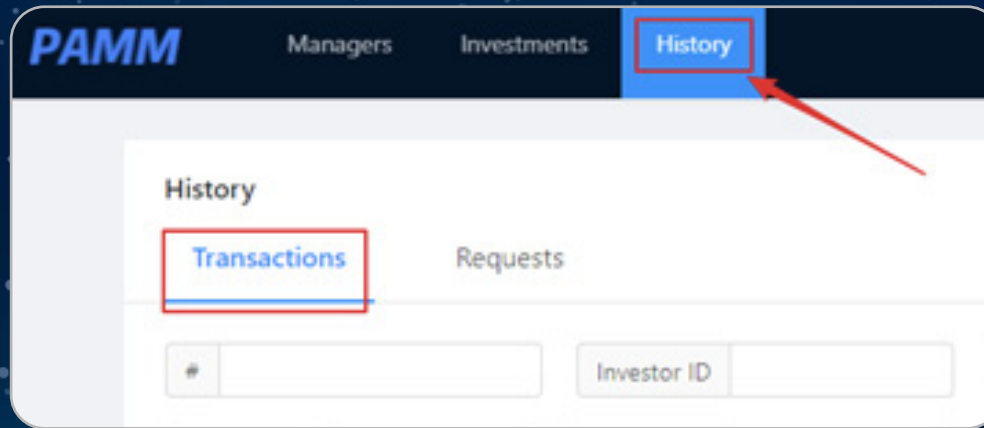 PAMM Managers Investments History
History
Transactions Requests
# Investor ID